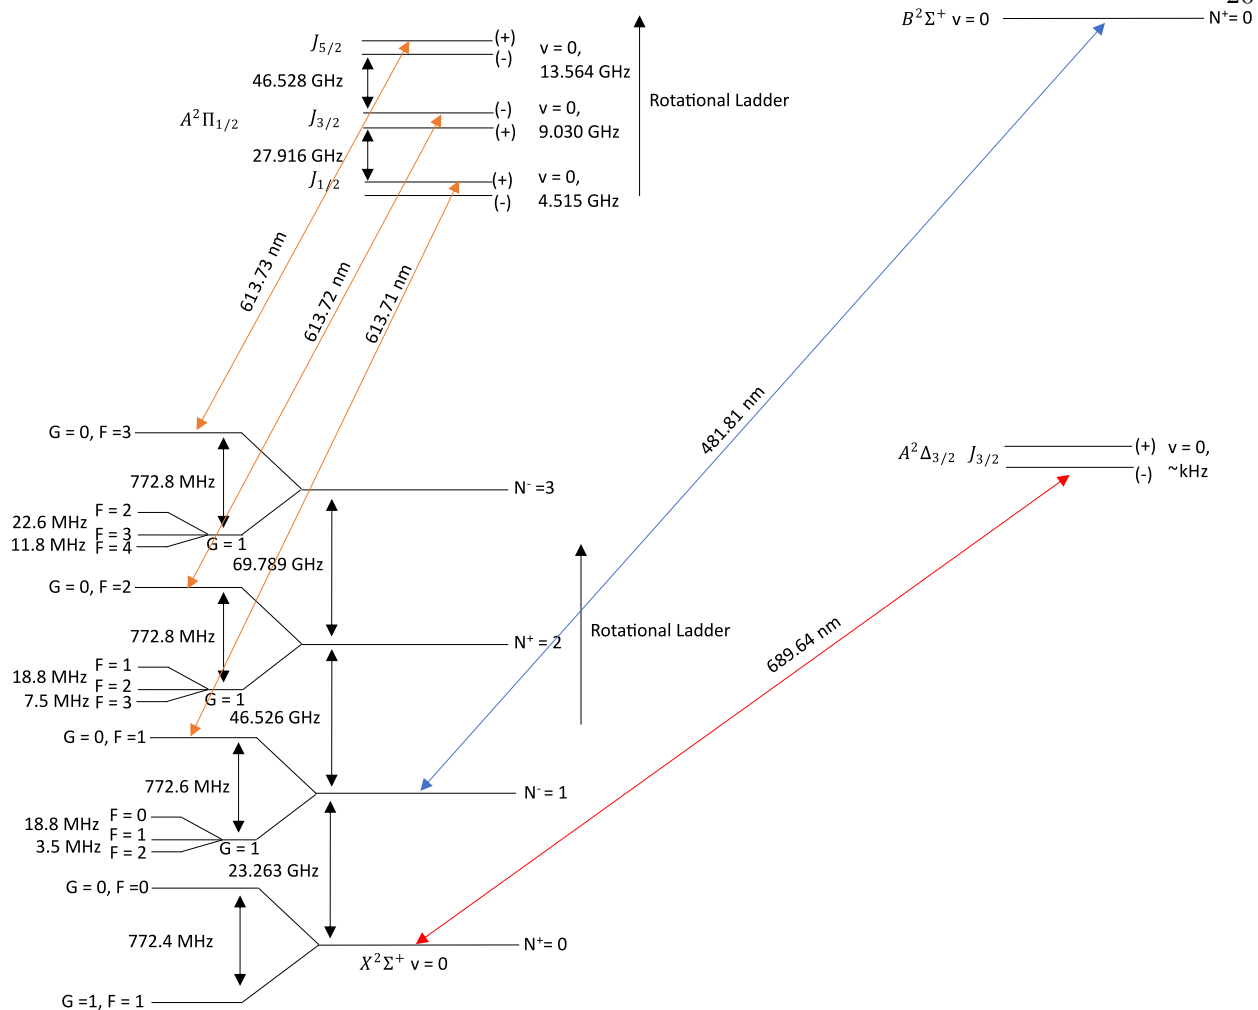 B²Σ⁺ v = 0
N⁺= 0
J₅/₂
(+)
(-)
v = 0,
13.564 GHz
46.528 GHz
Rotational Ladder
A²Π₁/₂
J₃/₂
(-)
(+)
v = 0,
9.030 GHz
27.916 GHz
J₁/₂
(+)
(-)
v = 0,
4.515 GHz
613.73 nm
613.72 nm
613.71 nm
481.81 nm
A²Δ₃/₂ J₃/₂
(+)
(-)
v = 0,
~kHz
689.64 nm
G = 0, F =3
772.8 MHz
N⁻ =3
F = 2
22.6 MHz
F = 3
11.8 MHz
F = 4
G = 1
69.789 GHz
G = 0, F =2
772.8 MHz
Rotational Ladder
N⁺ = 2
F = 1
18.8 MHz
F = 2
7.5 MHz
F = 3
G = 1
46.526 GHz
G = 0, F =1
772.6 MHz
N⁻ = 1
F = 0
18.8 MHz
F = 1
3.5 MHz
F = 2
G = 1
23.263 GHz
G = 0, F =0
772.4 MHz
N⁺= 0
X²Σ⁺ v = 0
G =1, F = 1